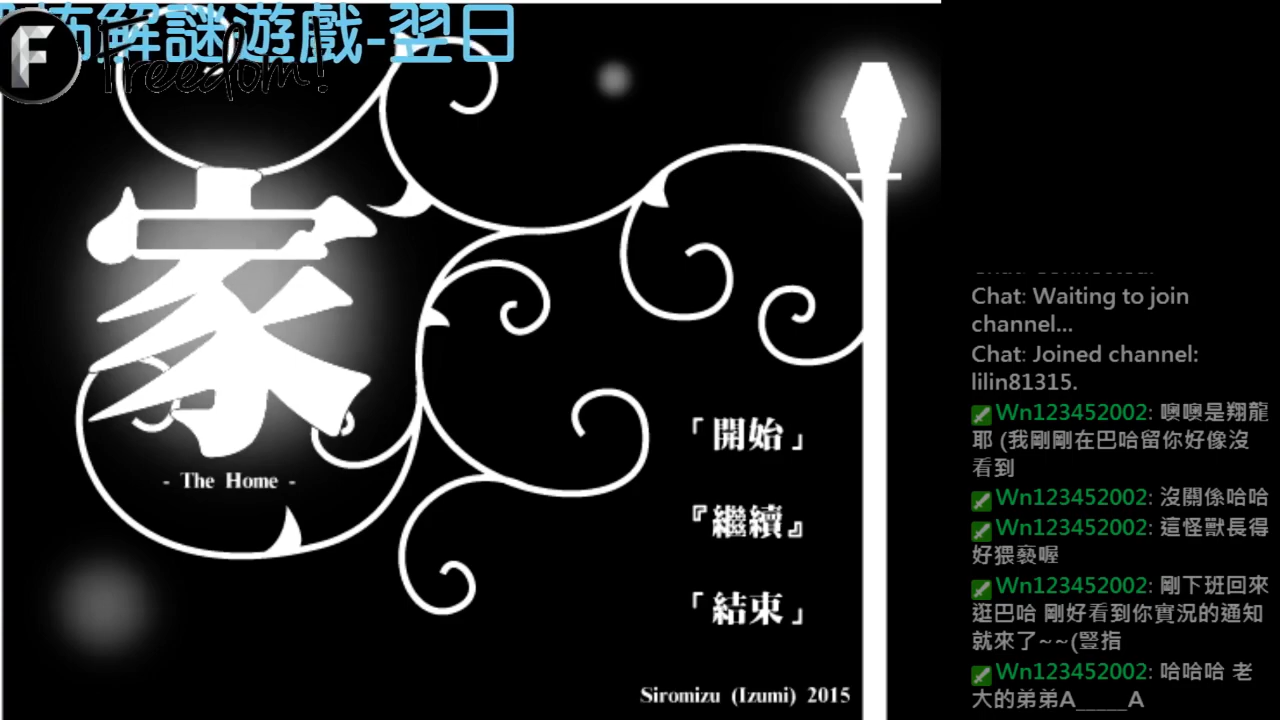 怖解謎遊戲-翌日
F Freedom!
家
- The Home -
「開始」
『繼續』
「結束」
Siromizu (Izumi) 2015
Chat: Waiting to join
channel...
Chat: Joined channel:
lilin81315.
Wn123452002: 噢噢是翔龍
耶 (我剛剛在巴哈留你好像沒
看到
Wn123452002: 沒關係哈哈
Wn123452002: 這怪獸長得
好猥褻喔
Wn123452002: 剛下班回來
逛巴哈 剛好看到你實況的通知
就來了~~(豎指
Wn123452002: 哈哈哈 老
大的弟弟A_____A